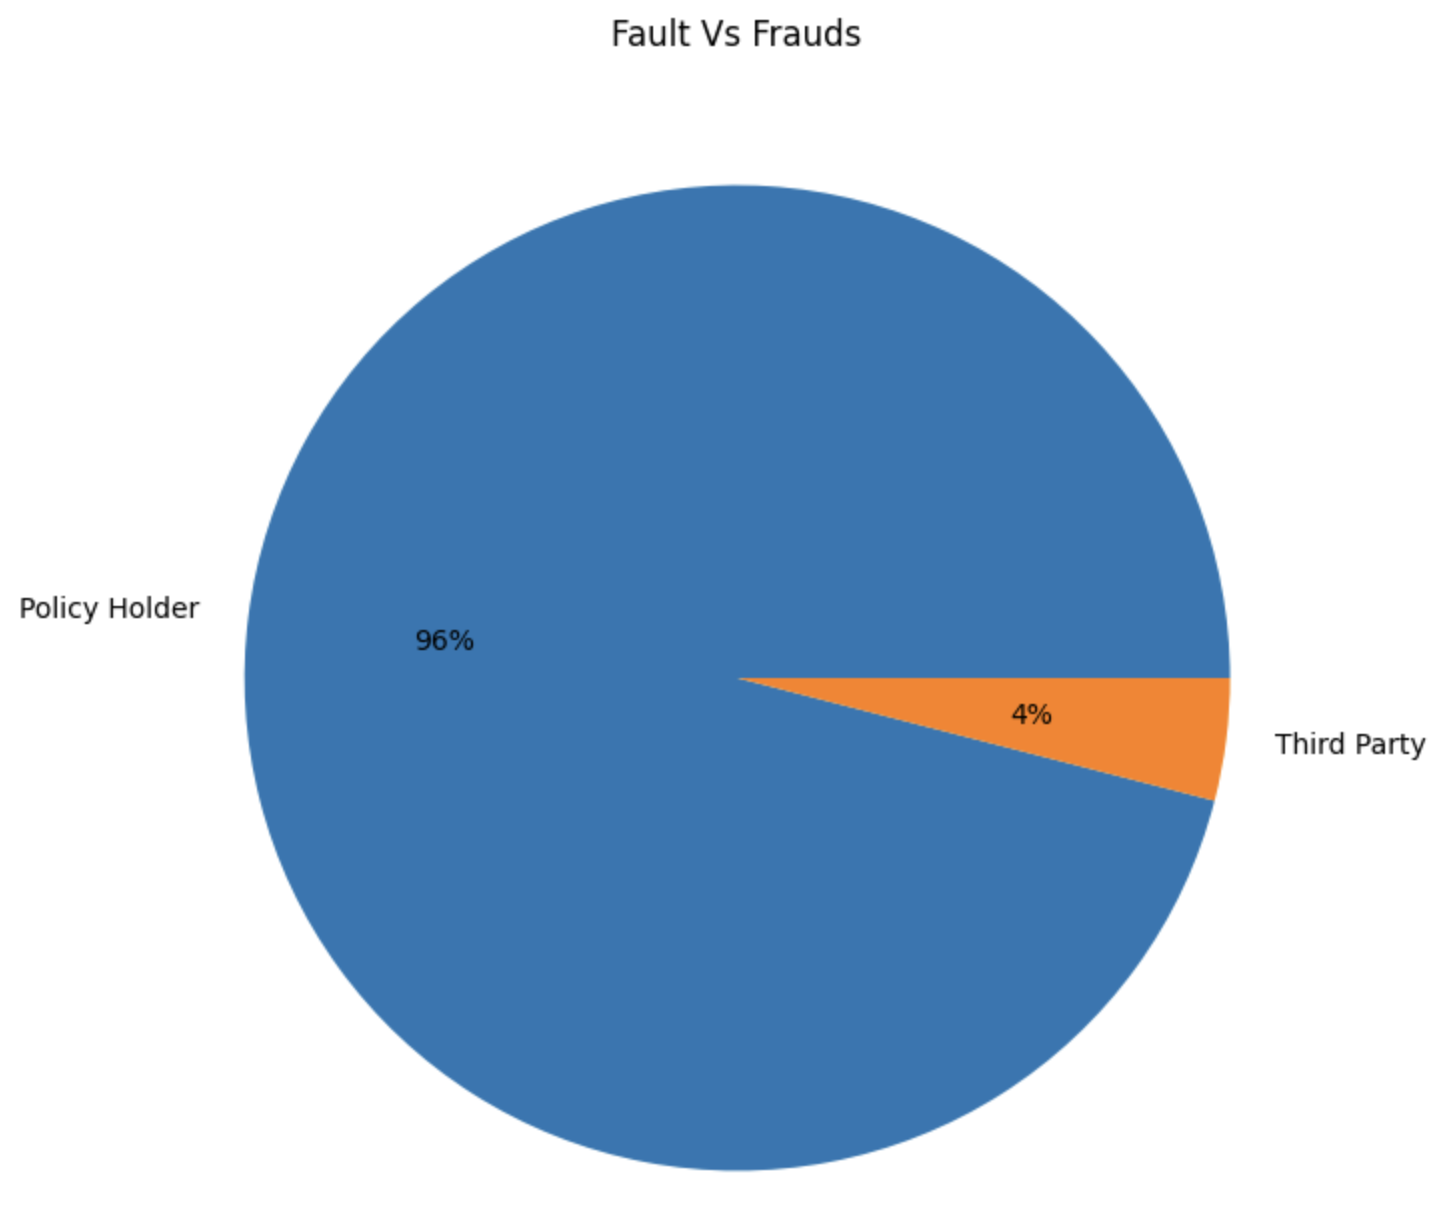 Fault Vs Frauds
Policy Holder
96%
4%
Third Party